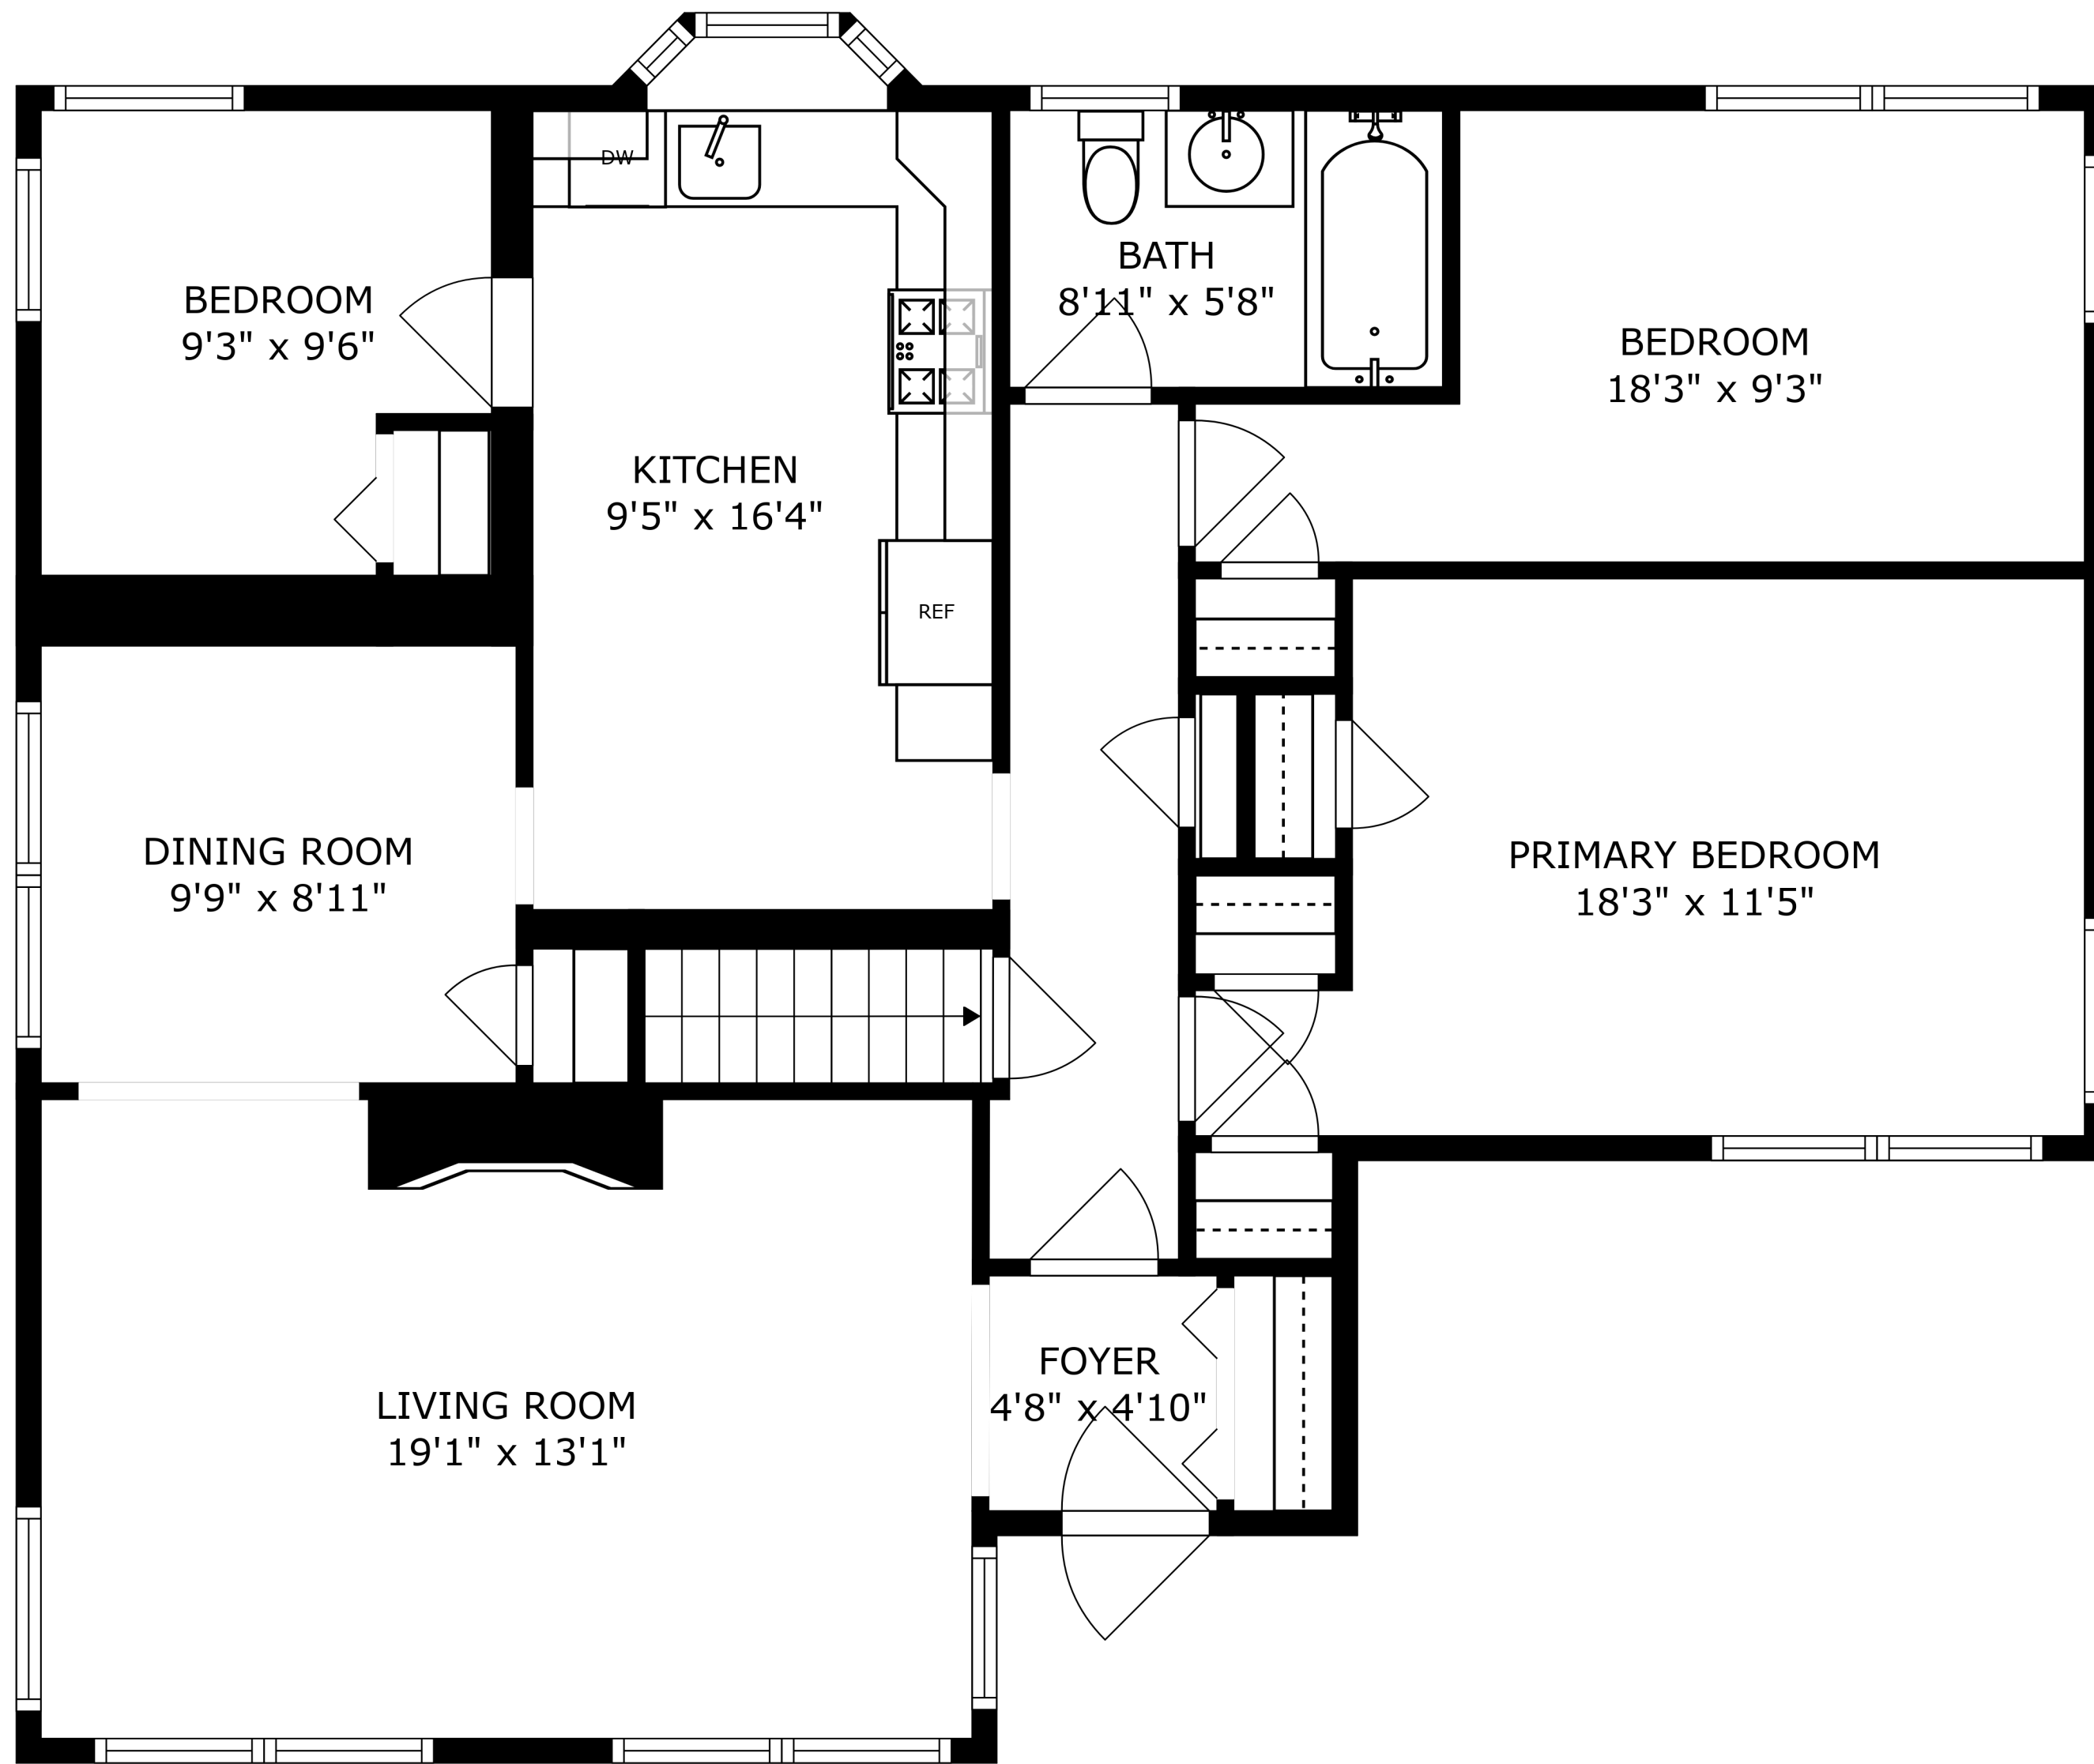 DW
BATH
8'11" x 5'8"
BEDROOM
9'3" x 9'6"
BEDROOM
18'3" x 9'3"
KITCHEN
9'5" x 16'4"
REF
DINING ROOM
9'9" x 8'11"
PRIMARY BEDROOM
18'3" x 11'5"
FOYER
4'8" x 4'10"
LIVING ROOM
19'1" x 13'1"